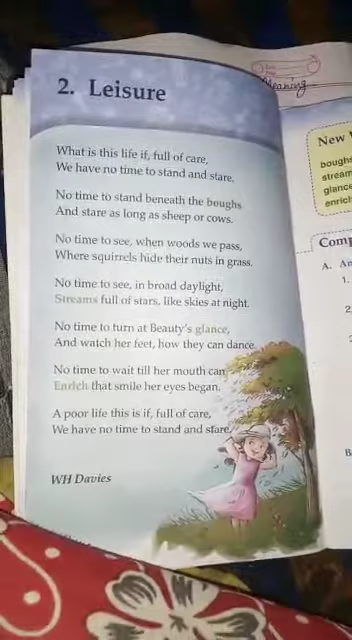 2. Leisure
What is this life if, full of care,
We have no time to stand and stare.
No time to stand beneath the boughs
And stare as long as sheep or cows.
No time to see, when woods we pass,
Where squirrels hide their nuts in grass.
No time to see, in broad daylight,
Streams full of stars, like skies at night.
No time to turn at Beauty's glance,
And watch her feet, how they can dance.
No time to wait till her mouth can
Enrich that smile her eyes began.
A poor life this is if, full of care,
We have no time to stand and stare.
WH Davies
Meaning
New
boughs
stream
glance
enrich
Comp
A. An
1.
2.
B